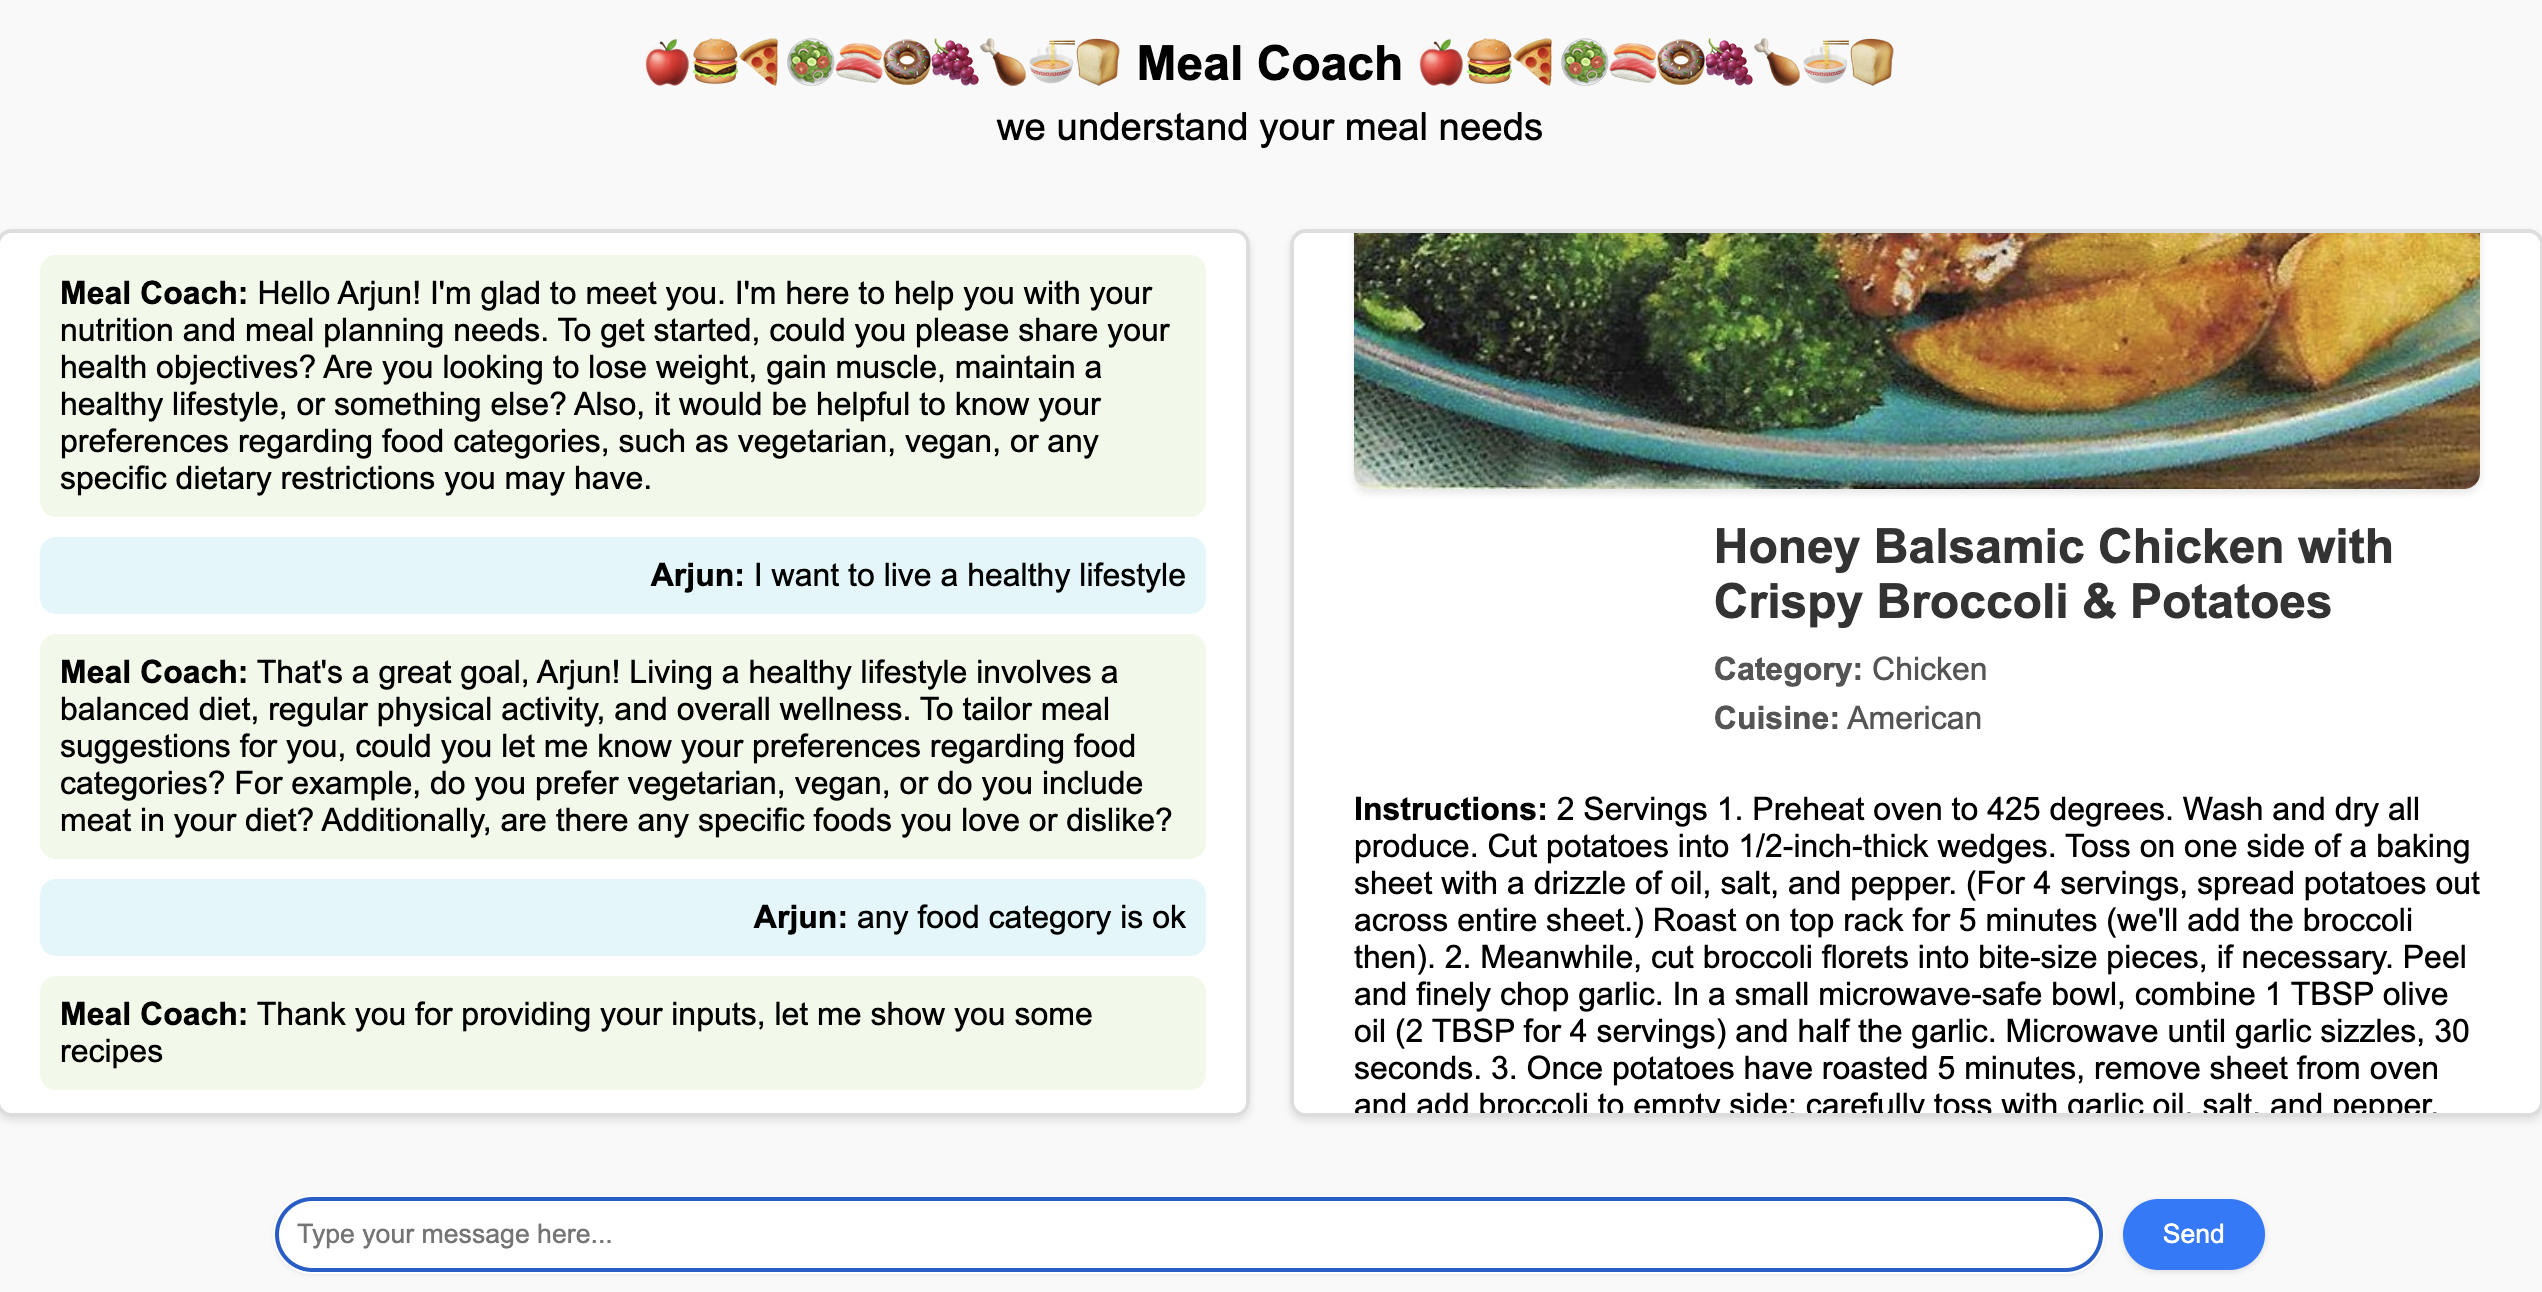 🍎🍔🍕🥗🍣🍩🍇🍗🍜🍞 Meal Coach 🍎🍔🍕🥗🍣🍩🍇🍗🍜🍞
we understand your meal needs
Meal Coach: Hello Arjun! I'm glad to meet you. I'm here to help you with your
nutrition and meal planning needs. To get started, could you please share your
health objectives? Are you looking to lose weight, gain muscle, maintain a
healthy lifestyle, or something else? Also, it would be helpful to know your
preferences regarding food categories, such as vegetarian, vegan, or any
specific dietary restrictions you may have.
Arjun: I want to live a healthy lifestyle
Meal Coach: That's a great goal, Arjun! Living a healthy lifestyle involves a
balanced diet, regular physical activity, and overall wellness. To tailor meal
suggestions for you, could you let me know your preferences regarding food
categories? For example, do you prefer vegetarian, vegan, or do you include
meat in your diet? Additionally, are there any specific foods you love or dislike?
Arjun: any food category is ok
Meal Coach: Thank you for providing your inputs, let me show you some
recipes
Honey Balsamic Chicken with
Crispy Broccoli & Potatoes
Category: Chicken
Cuisine: American
Instructions: 2 Servings 1. Preheat oven to 425 degrees. Wash and dry all
produce. Cut potatoes into 1/2-inch-thick wedges. Toss on one side of a baking
sheet with a drizzle of oil, salt, and pepper. (For 4 servings, spread potatoes out
across entire sheet.) Roast on top rack for 5 minutes (we'll add the broccoli
then). 2. Meanwhile, cut broccoli florets into bite-size pieces, if necessary. Peel
and finely chop garlic. In a small microwave-safe bowl, combine 1 TBSP olive
oil (2 TBSP for 4 servings) and half the garlic. Microwave until garlic sizzles, 30
seconds. 3. Once potatoes have roasted 5 minutes, remove sheet from oven
and add broccoli to empty side; carefully toss with garlic oil, salt, and pepper.
Type your message here...
Send